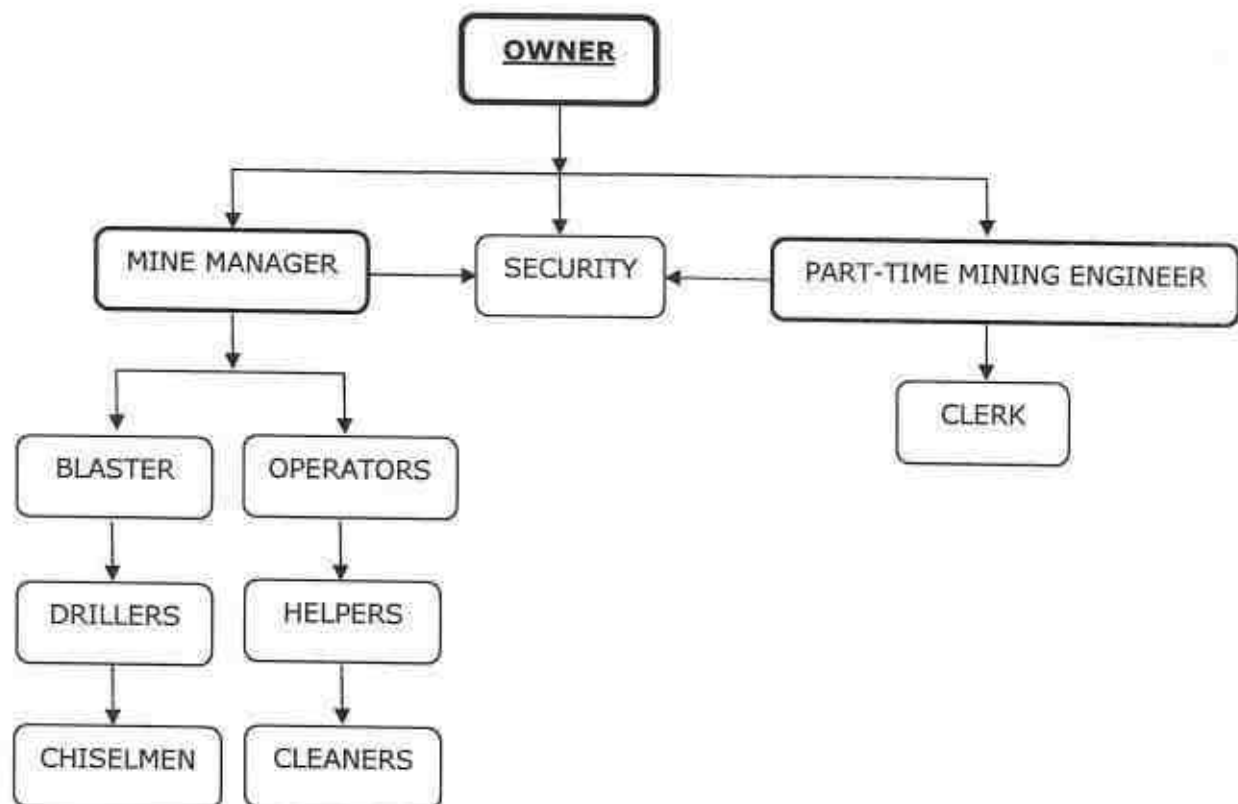 OWNER
MINE MANAGER
SECURITY
PART-TIME MINING ENGINEER
CLERK
BLASTER
OPERATORS
DRILLERS
HELPERS
CHISELMEN
CLEANERS